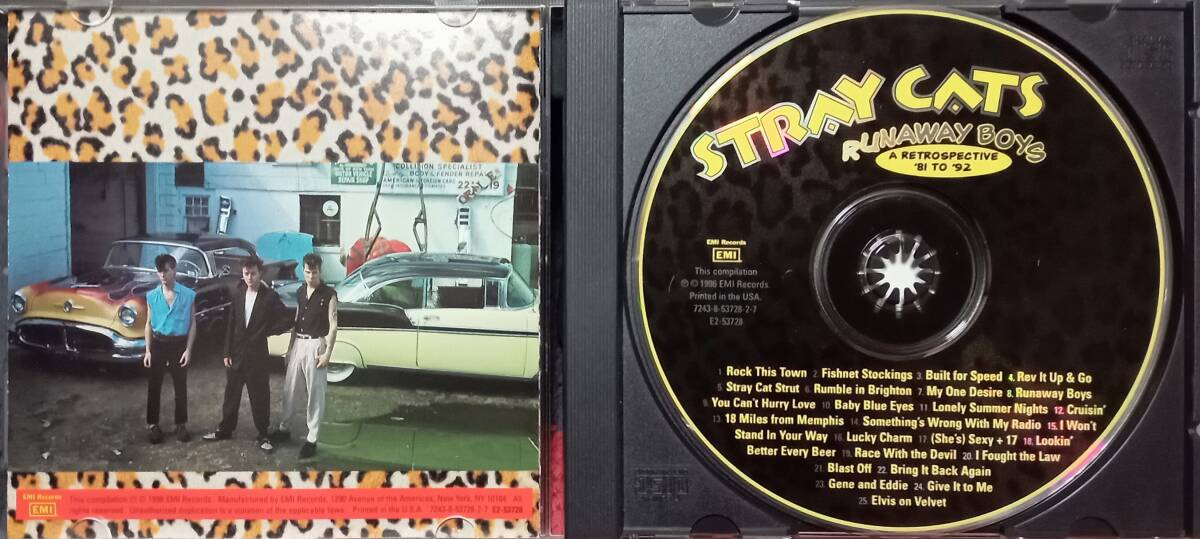 COLLISION SPECIALIST
MOTOR VEHICLE
REPAIR SHOP
BODY & FENDER REPAI
AMERICAN & FOREIGN CARS
22 19
EMI Records
EMI
This compilation ℗ © 1996 EMI Records. Manufactured by EMI Records, 1290 Avenue of the Americas, New York, NY 10104 All
rights reserved. Unauthorized duplication is a violation of the applicable laws. Printed in the U.S.A. 7243-8-53728-2-7 E2-53728
STRAY CATS
RUNAWAY BOYS
A RETROSPECTIVE
'81 TO '92
EMI Records
EMI
This compilation
℗ © 1996 EMI Records.
Printed in the USA.
7243-8-53728-2-7
E2-53728
1. Rock This Town 2. Fishnet Stockings 3. Built for Speed 4. Rev It Up & Go
5. Stray Cat Strut 6. Rumble in Brighton 7. My One Desire 8. Runaway Boys
9. You Can't Hurry Love 10. Baby Blue Eyes 11. Lonely Summer Nights 12. Cruisin'
13. 18 Miles from Memphis 14. Something's Wrong With My Radio 15. I Won't
Stand In Your Way 16. Lucky Charm 17. (She's) Sexy + 17 18. Lookin'
Better Every Beer 19. Race With the Devil 20. I Fought the Law
21. Blast Off 22. Bring It Back Again
23. Gene and Eddie 24. Give It to Me
25. Elvis on Velvet